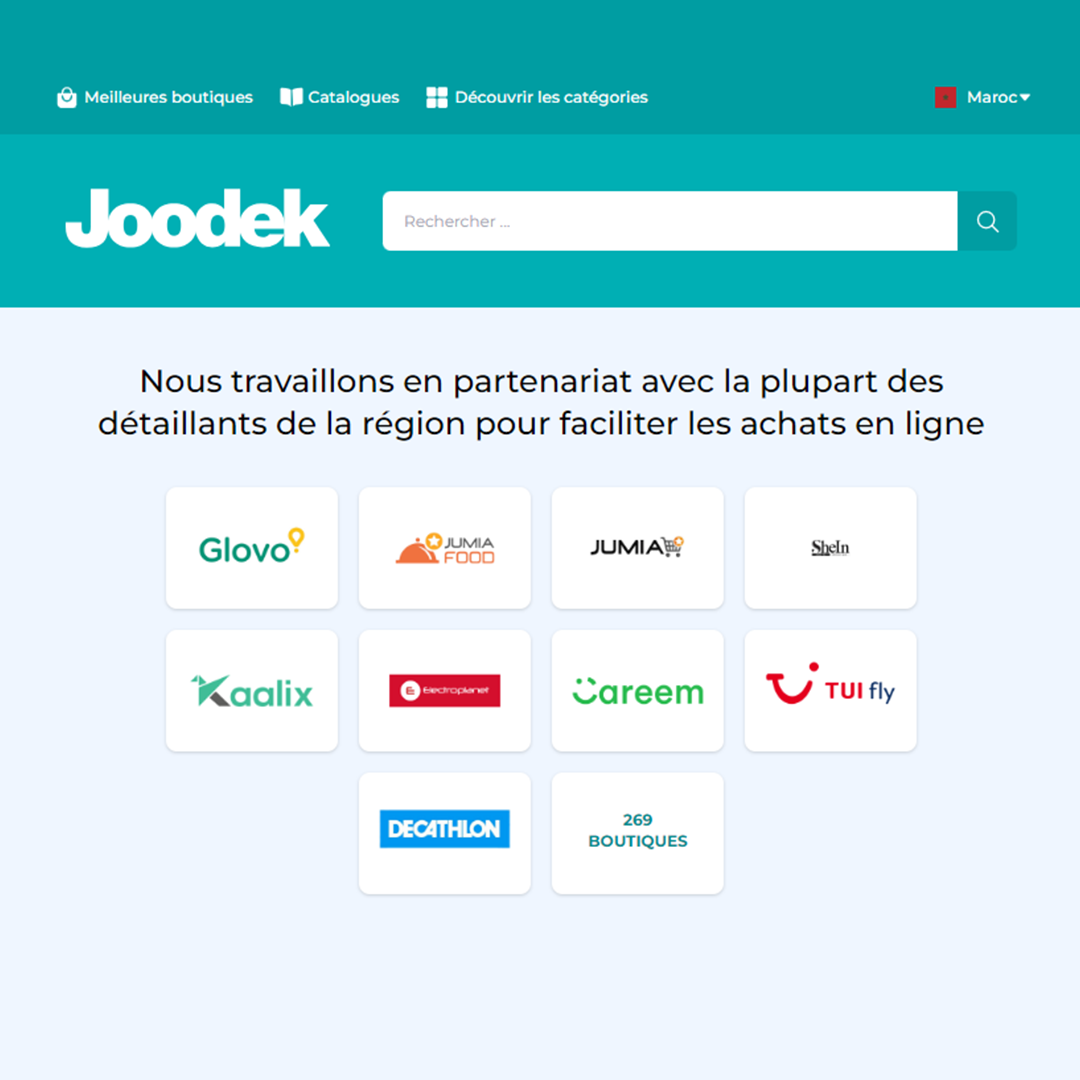 Meilleures boutiques Catalogues Découvrir les catégories Maroc
Joodek Rechercher ...
Nous travaillons en partenariat avec la plupart des
détaillants de la région pour faciliter les achats en ligne
Glovo JUMIA FOOD JUMIA SheIn
Kaalix Electroplanet Careem TUI fly
DECATHLON 269
BOUTIQUES